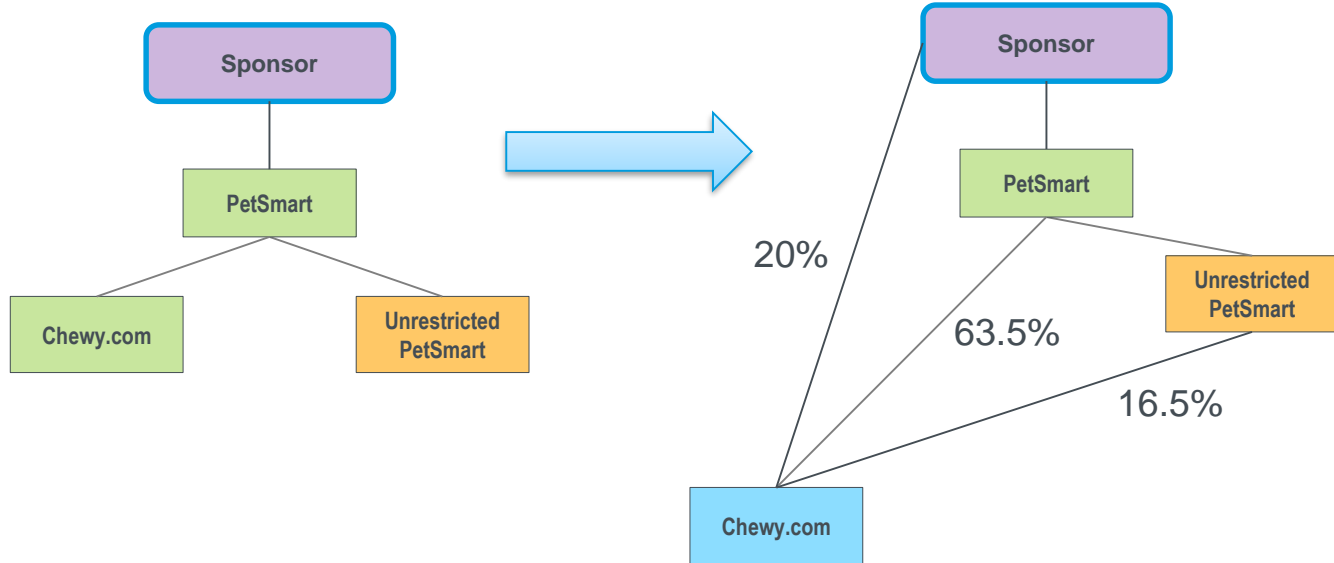 Sponsor
PetSmart
Chewy.com
Unrestricted
PetSmart
Sponsor
PetSmart
20%
Unrestricted
PetSmart
63.5%
16.5%
Chewy.com